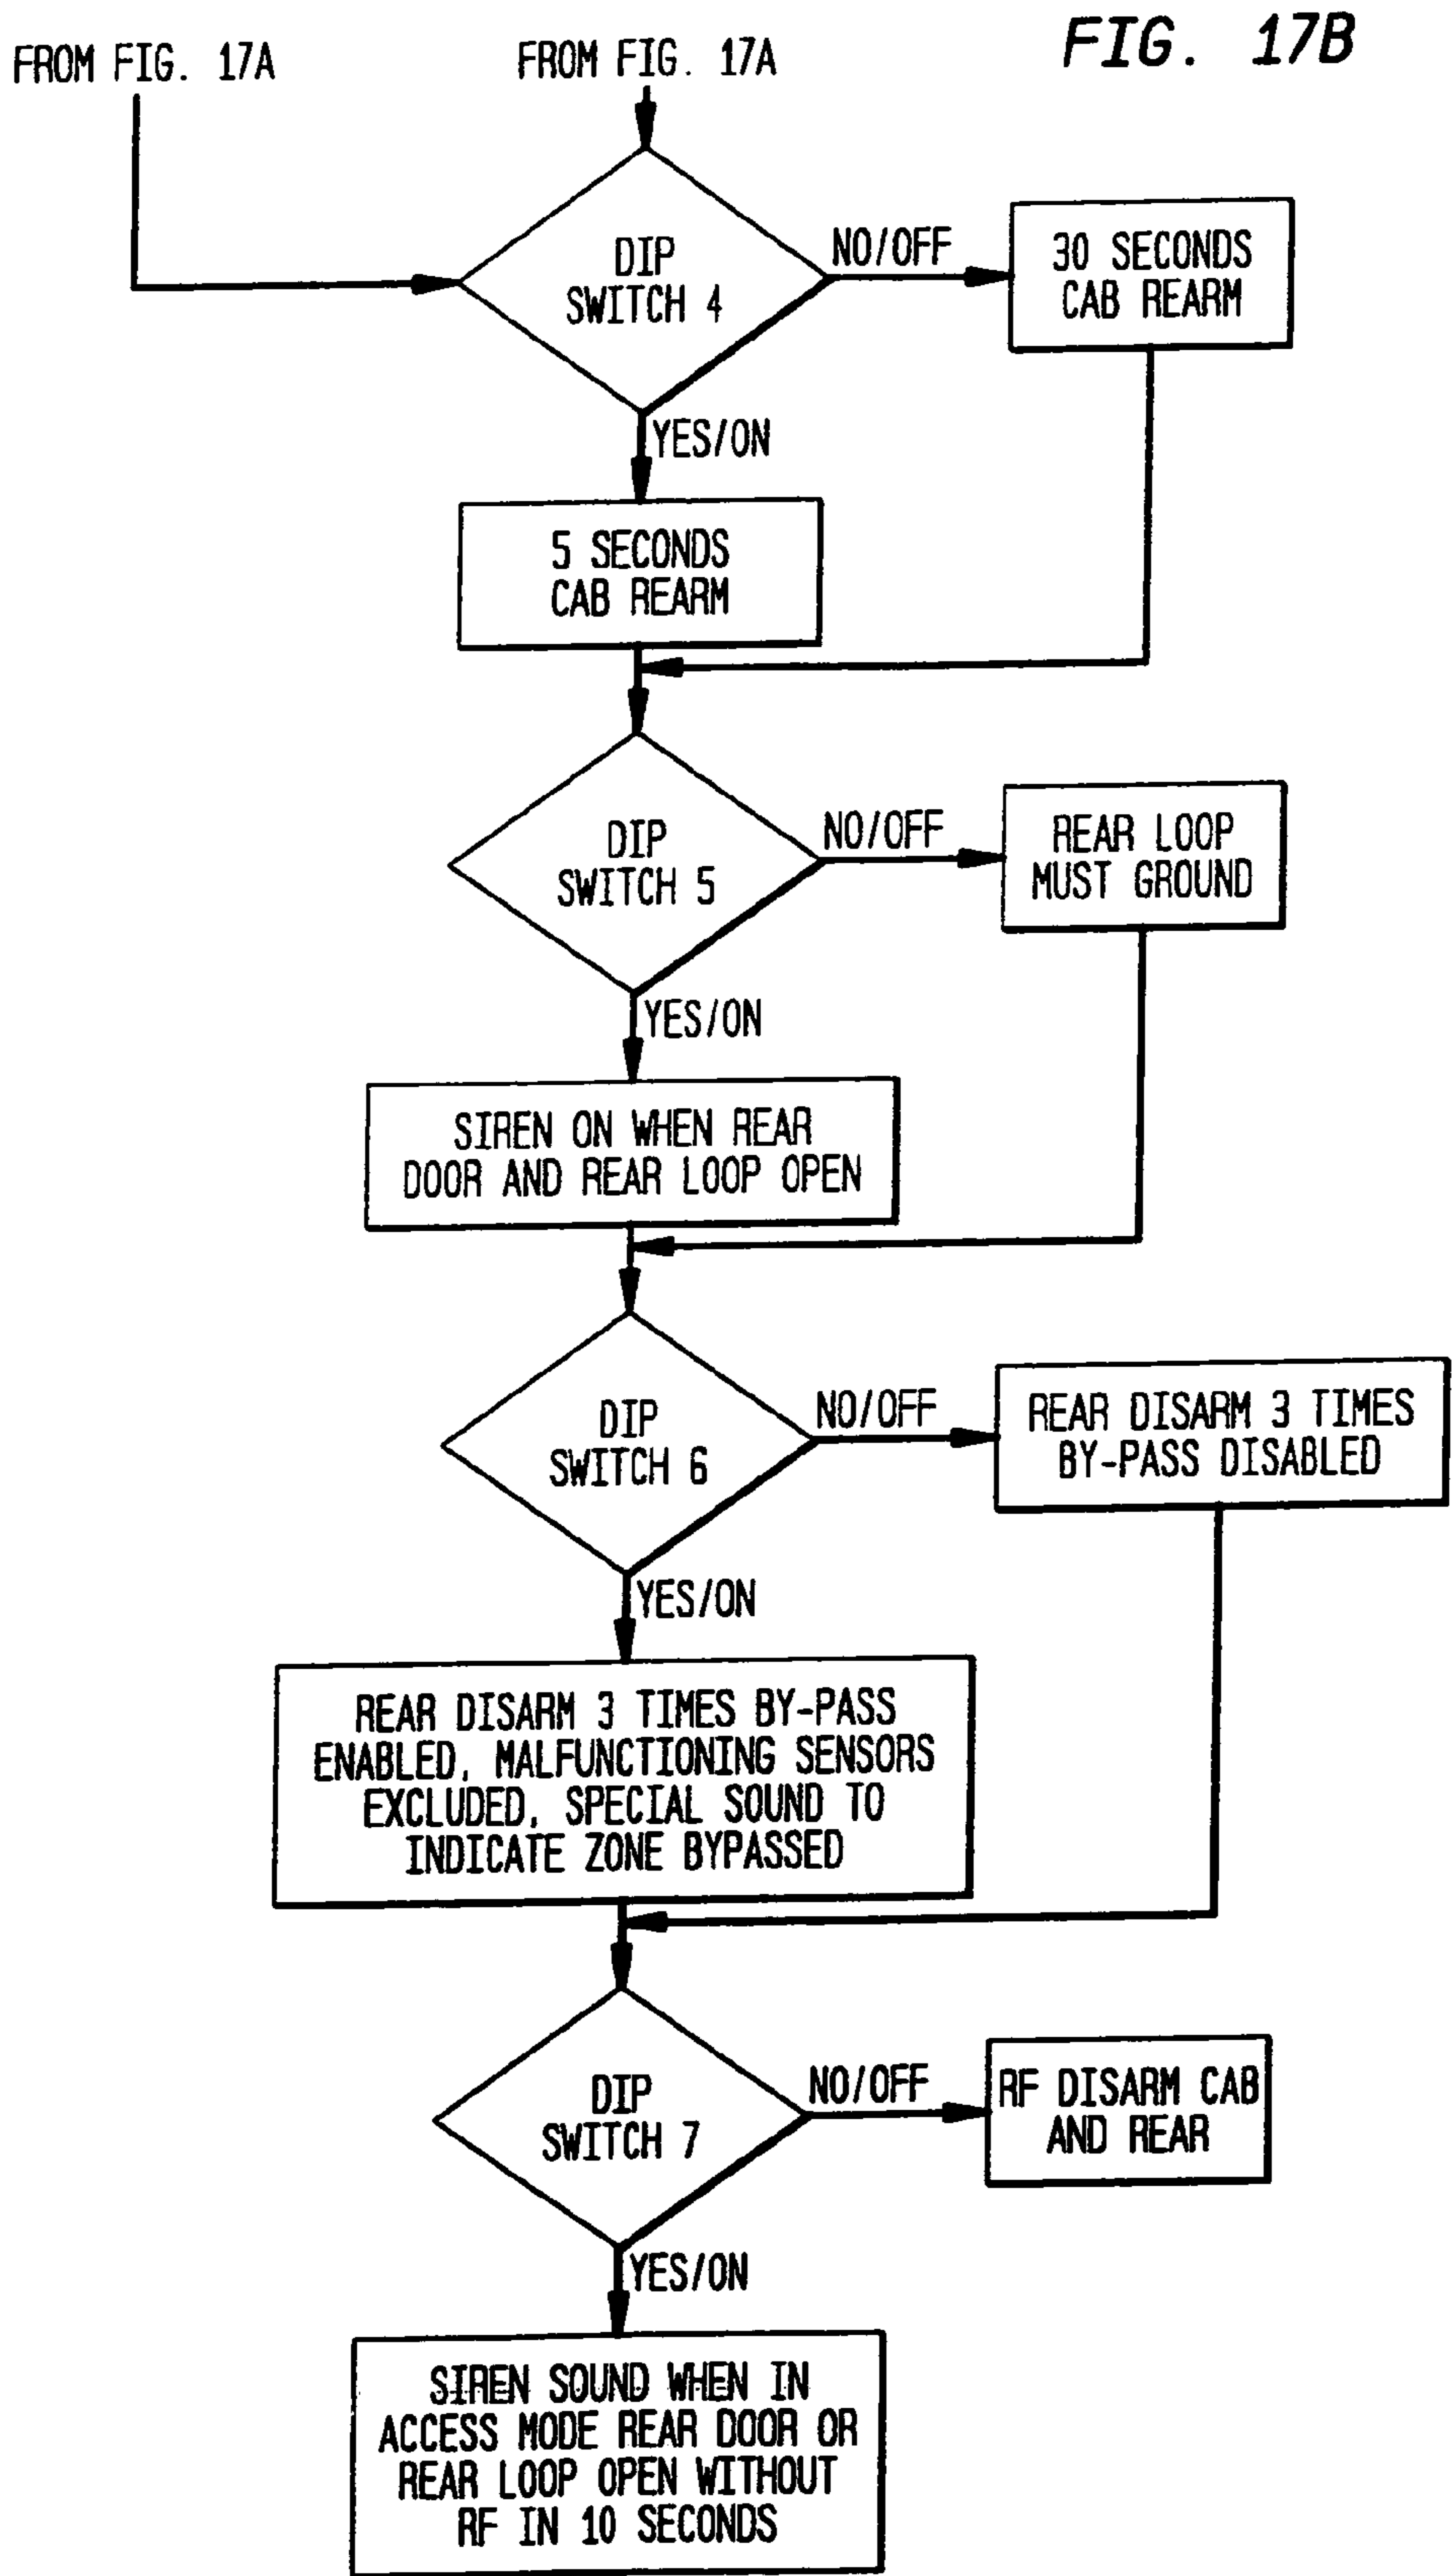 FIG. 17B
FROM FIG. 17A
FROM FIG. 17A
DIP
SWITCH 4
NO/OFF
30 SECONDS
CAB REARM
YES/ON
5 SECONDS
CAB REARM
DIP
SWITCH 5
NO/OFF
REAR LOOP
MUST GROUND
YES/ON
SIREN ON WHEN REAR
DOOR AND REAR LOOP OPEN
DIP
SWITCH 6
NO/OFF
REAR DISARM 3 TIMES
BY-PASS DISABLED
YES/ON
REAR DISARM 3 TIMES BY-PASS
ENABLED, MALFUNCTIONING SENSORS
EXCLUDED, SPECIAL SOUND TO
INDICATE ZONE BYPASSED
DIP
SWITCH 7
NO/OFF
RF DISARM CAB
AND REAR
YES/ON
SIREN SOUND WHEN IN
ACCESS MODE REAR DOOR OR
REAR LOOP OPEN WITHOUT
RF IN 10 SECONDS